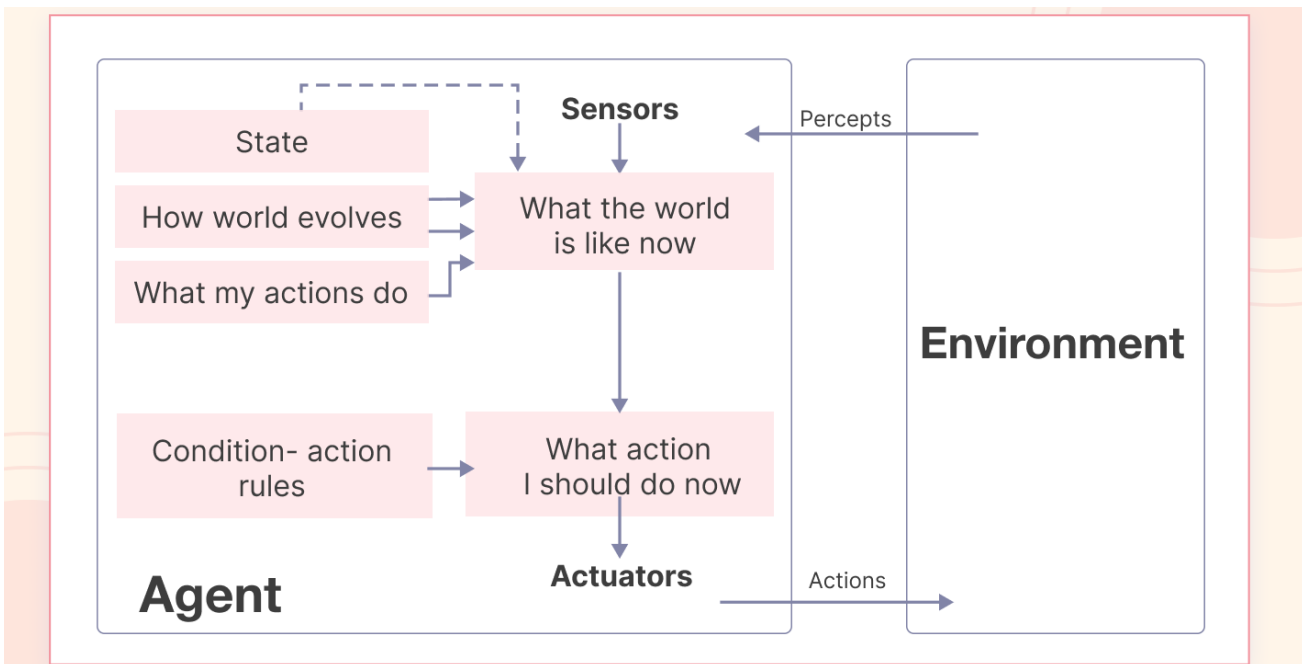 Sensors
Percepts
State
How world evolves
What the world
is like now
What my actions do
Environment
Condition- action
rules
What action
I should do now
Actuators
Actions
Agent